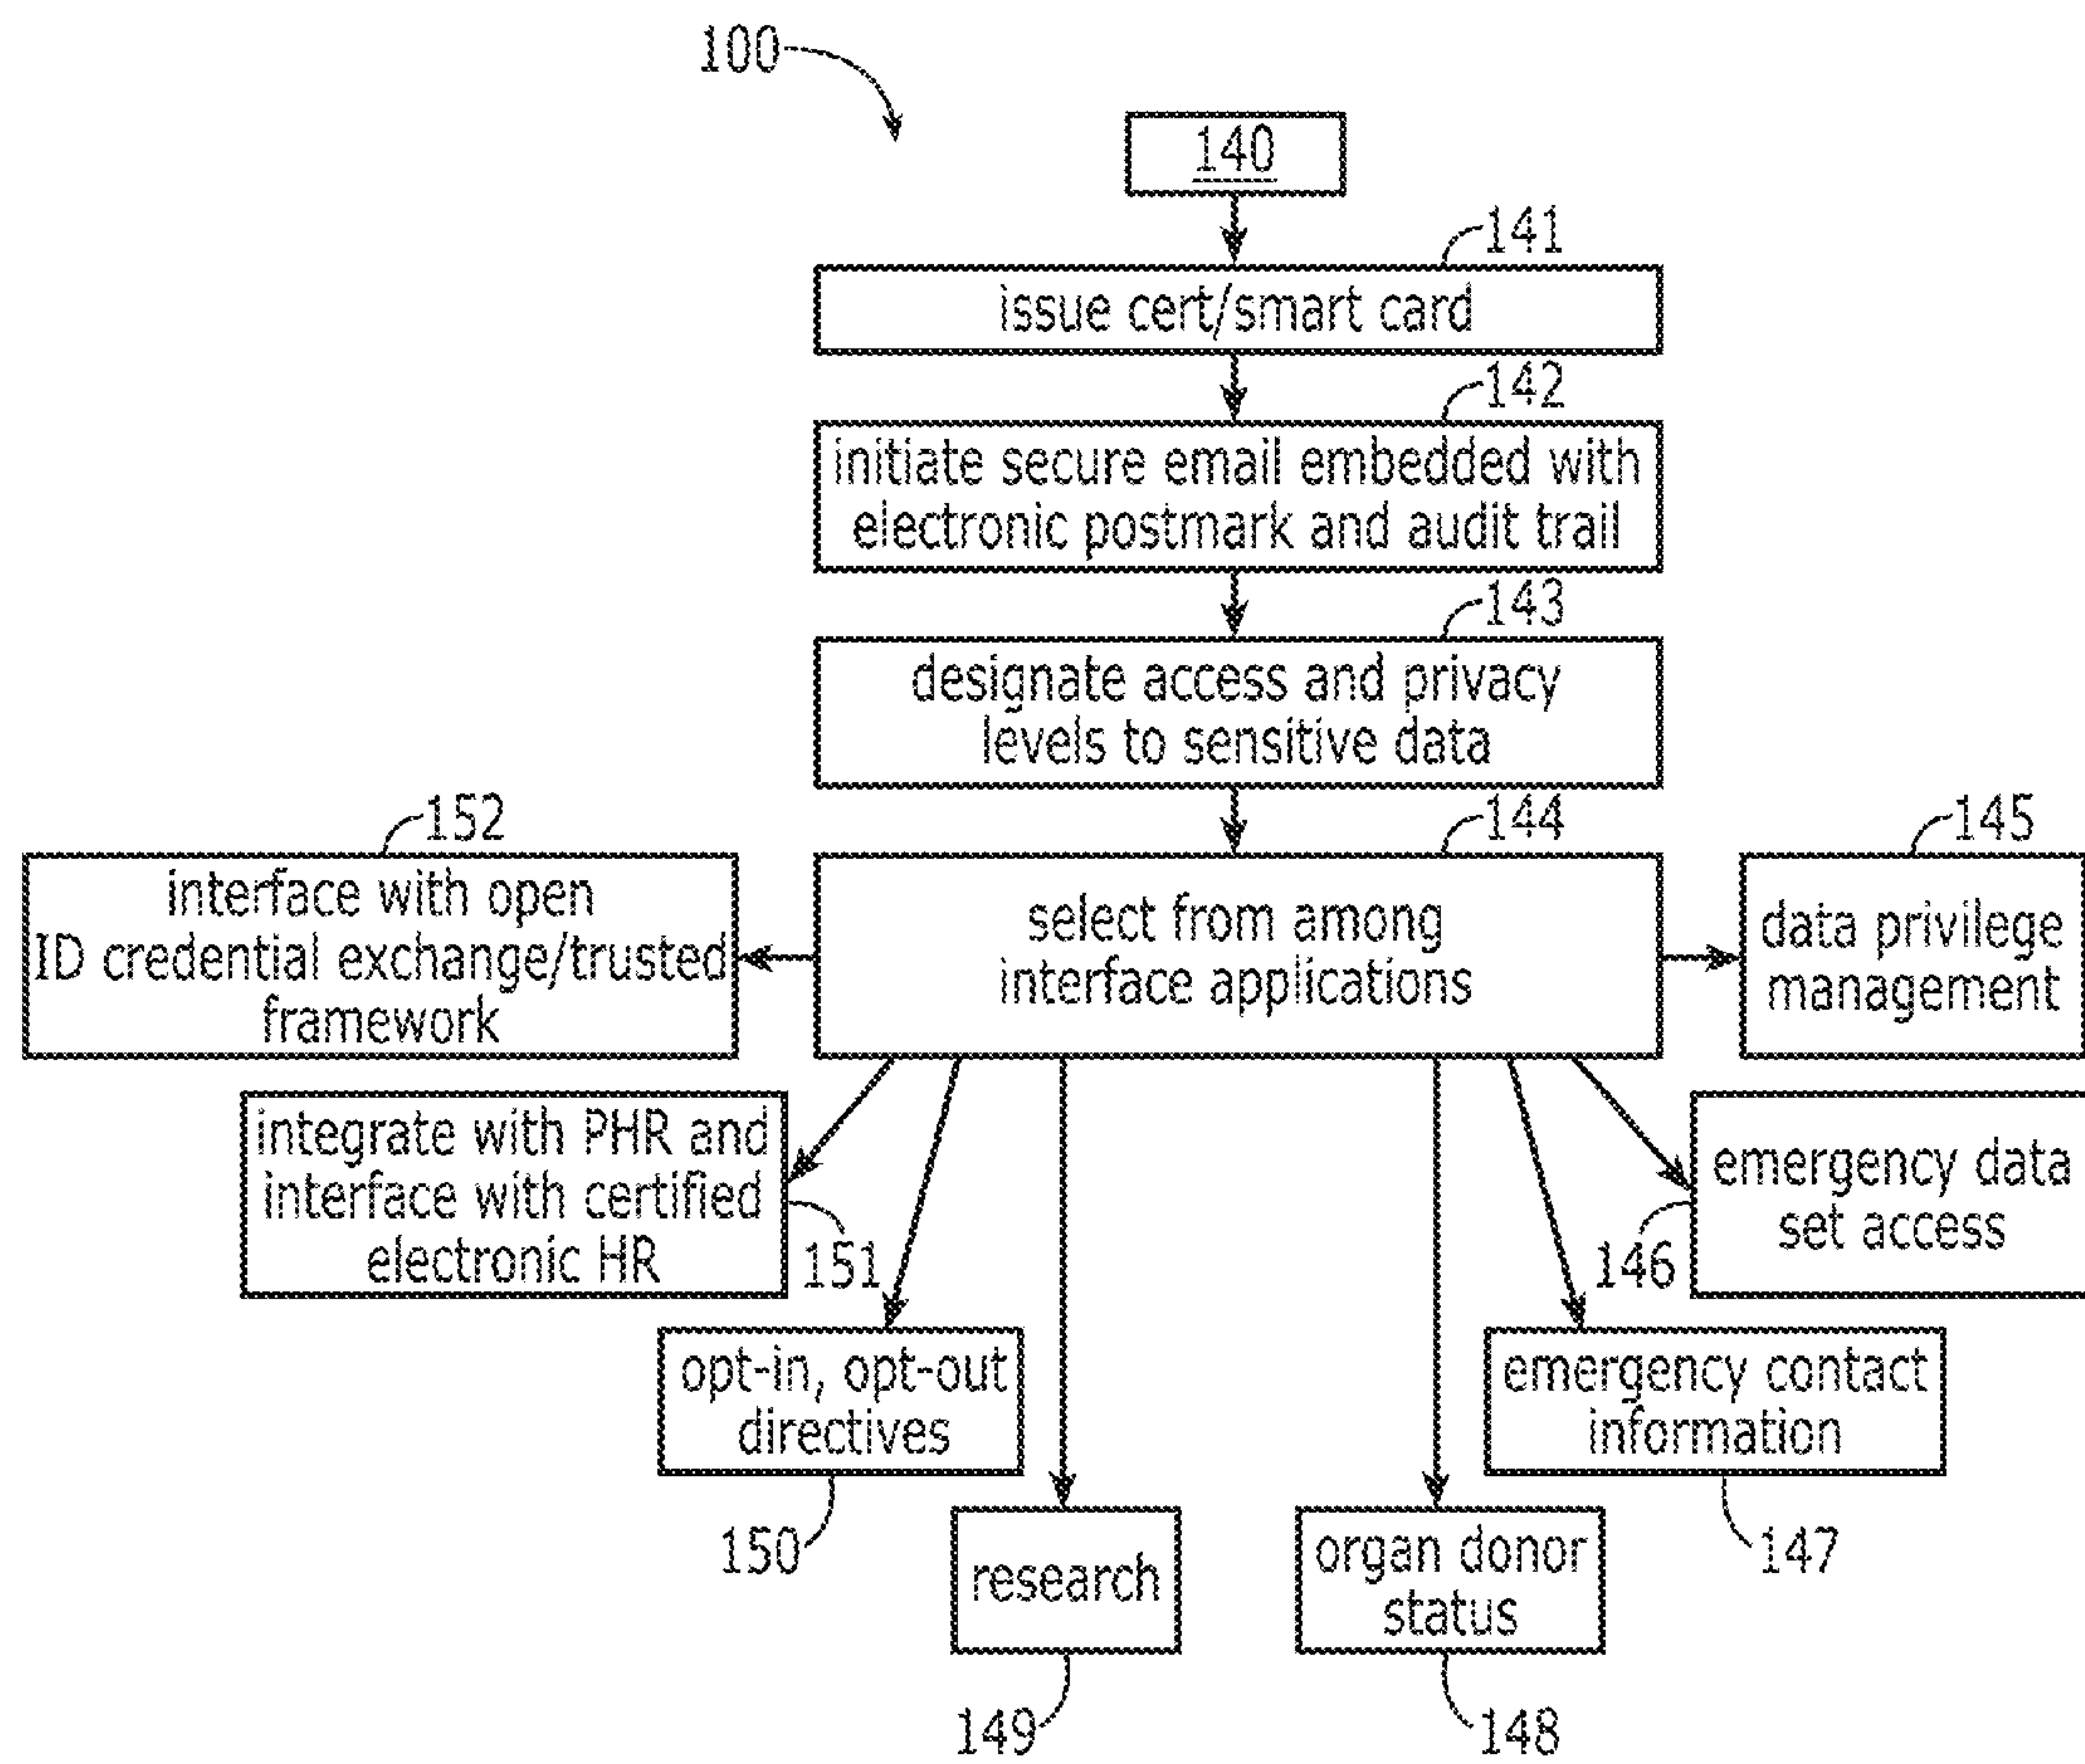 100
140
141
issue cert/smart card
142
initiate secure email embedded with
electronic postmark and audit trail
143
designate access and privacy
levels to sensitive data
152
144
145
interface with open
ID credential exchange/trusted
framework
select from among
interface applications
data privilege
management
integrate with PHR and
interface with certified
electronic HR
151
146
emergency data
set access
opt-in, opt-out
directives
150
emergency contact
information
147
research
149
organ donor
status
148